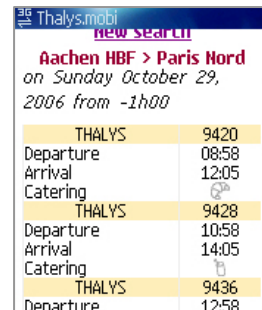 3G Thalys.mobi
New search
Aachen HBF > Paris Nord
on Sunday October 29,
2006 from -1h00
THALYS 9420
Departure 08:58
Arrival 12:05
Catering
THALYS 9428
Departure 10:58
Arrival 14:05
Catering
THALYS 9436
Departure 12:58